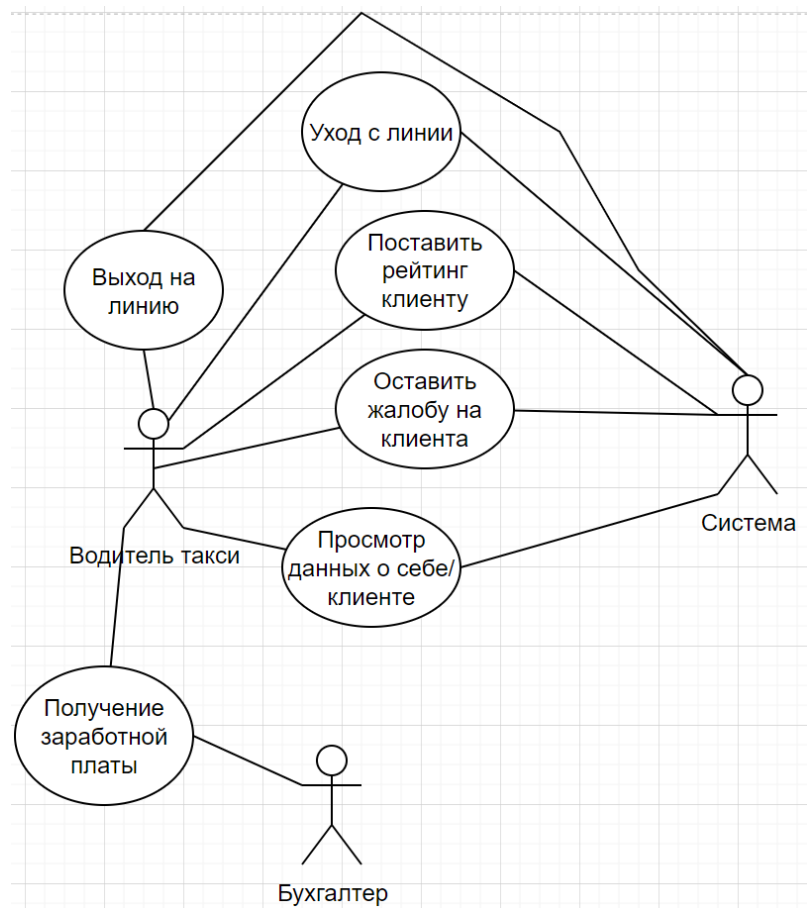 Уход с линии
Поставить
рейтинг
клиенту
Выход на
линию
Оставить
жалобу на
клиента
Система
Водитель такси
Просмотр
данных о себе/
клиенте
Получение
заработной
платы
Бухгалтер